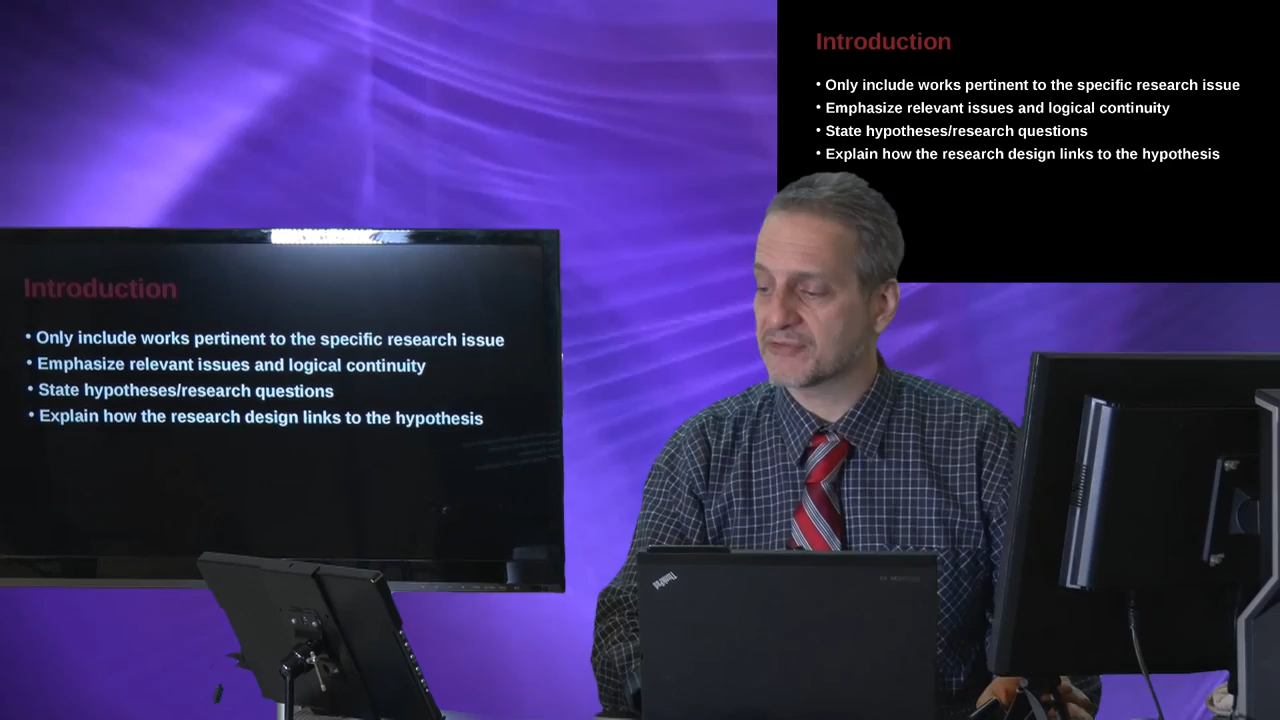 Introduction
• Only include works pertinent to the specific research issue
• Emphasize relevant issues and logical continuity
• State hypotheses/research questions
• Explain how the research design links to the hypothesis
Introduction
• Only include works pertinent to the specific research issue
• Emphasize relevant issues and logical continuity
• State hypotheses/research questions
• Explain how the research design links to the hypothesis
ThinkPad